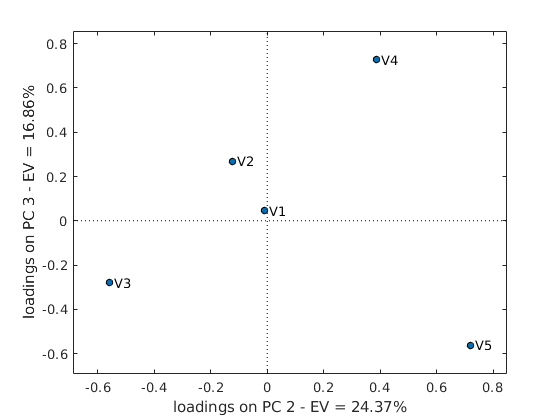 0.8
0.6
0.4
0.2
0
-0.2
-0.4
-0.6
loadings on PC 3 - EV = 16.86%
V4
V2
V1
V3
V5
-0.6 -0.4 -0.2 0 0.2 0.4 0.6 0.8
loadings on PC 2 - EV = 24.37%